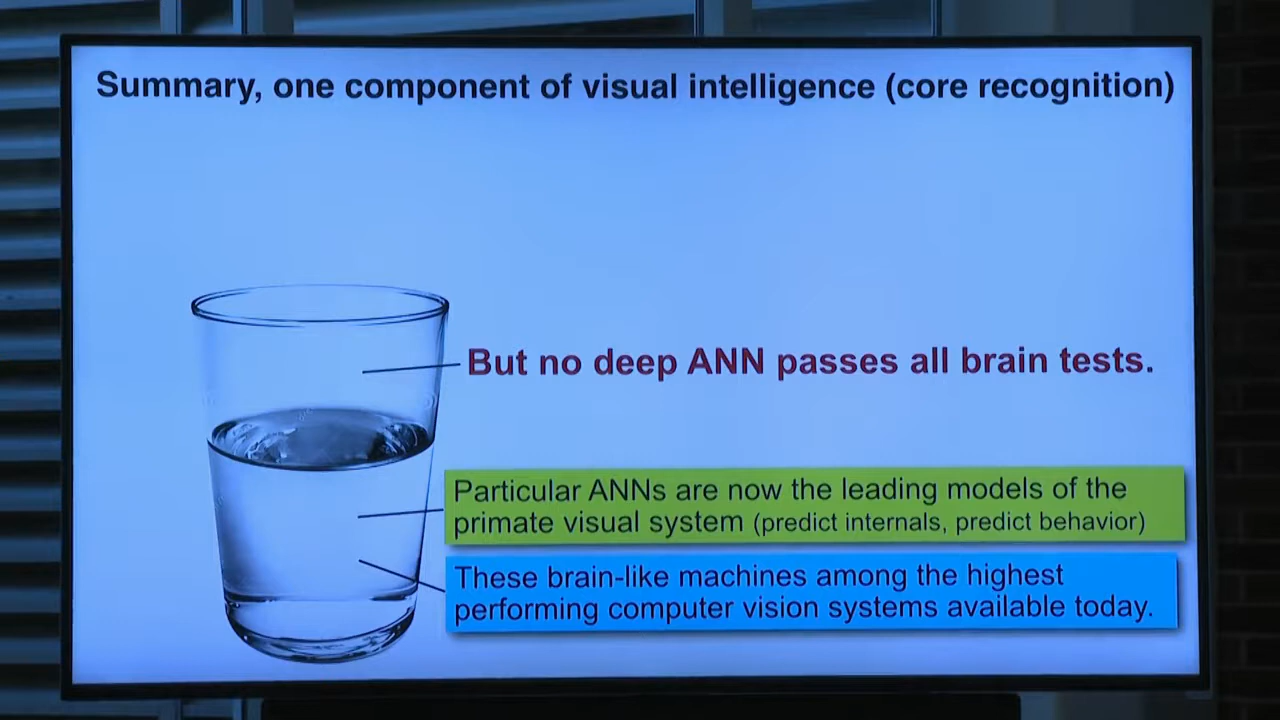 Summary, one component of visual intelligence (core recognition)
But no deep ANN passes all brain tests.
Particular ANNs are now the leading models of the
primate visual system (predict internals, predict behavior)
These brain-like machines among the highest
performing computer vision systems available today.